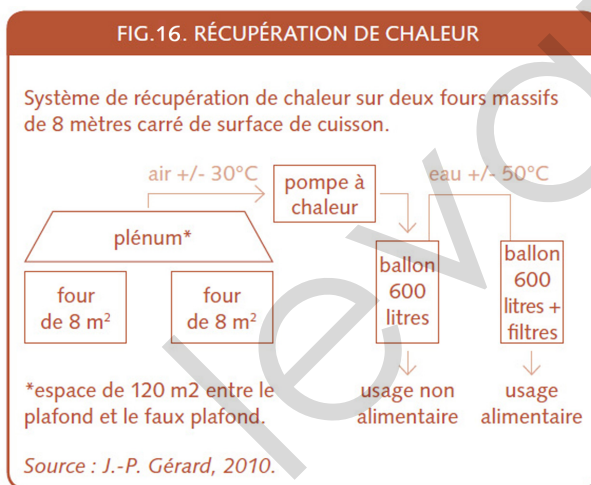 FIG.16. RÉCUPÉRATION DE CHALEUR
Système de récupération de chaleur sur deux fours massifs
de 8 mètres carré de surface de cuisson.
air +/- 30°C
eau +/- 50°C
pompe à
chaleur
plénum*
four
de 8 m²
four
de 8 m²
ballon
600
litres
ballon
600
litres +
filtres
*espace de 120 m2 entre le
plafond et le faux plafond.
usage non
alimentaire
usage
alimentaire
Source : J.-P. Gérard, 2010.